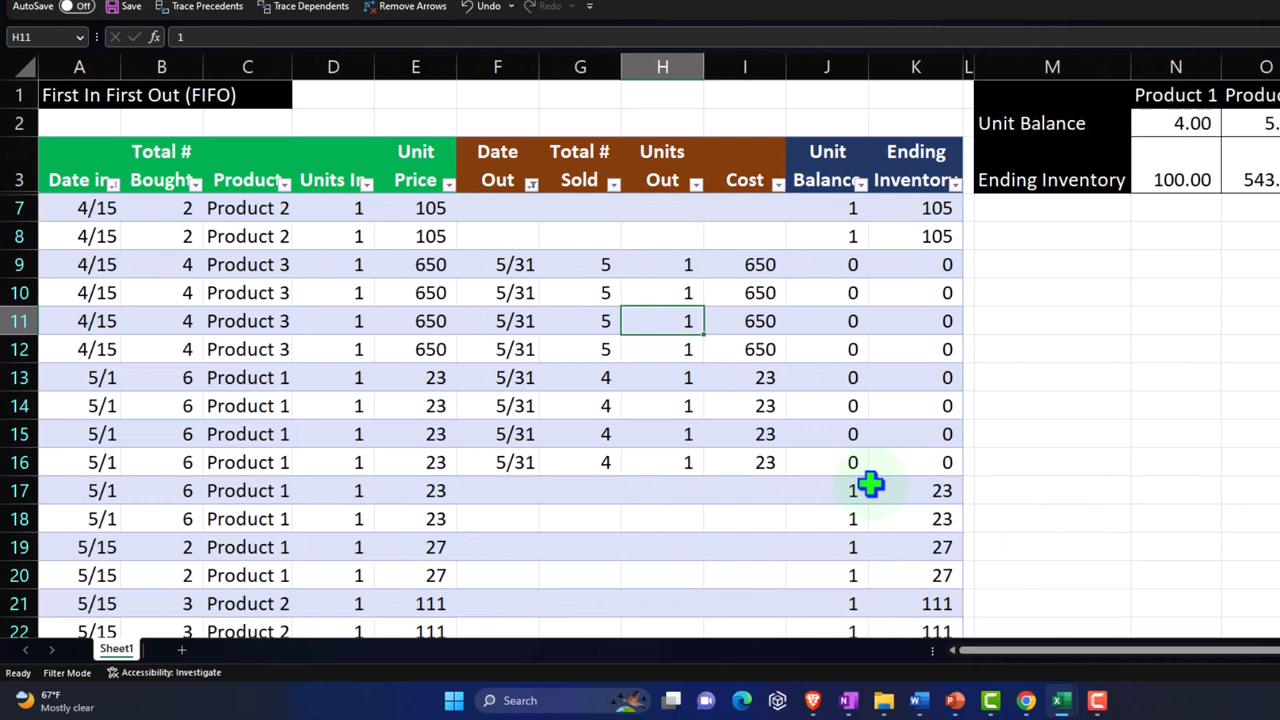 AutoSave Off Save Trace Precedents Trace Dependents Remove Arrows Undo Redo
H11 fx 1
A B C D E F G H I J K L M N O
1 First In First Out (FIFO) Product 1 Produc
2 Unit Balance 4.00 5.
Total # Unit Date Total # Units Unit Ending
3 Date in Bought Product Units In Price Out Sold Out Cost Balance Inventory Ending Inventory 100.00 543.
7 4/15 2 Product 2 1 105 1 105
8 4/15 2 Product 2 1 105 1 105
9 4/15 4 Product 3 1 650 5/31 5 1 650 0 0
10 4/15 4 Product 3 1 650 5/31 5 1 650 0 0
11 4/15 4 Product 3 1 650 5/31 5 1 650 0 0
12 4/15 4 Product 3 1 650 5/31 5 1 650 0 0
13 5/1 6 Product 1 1 23 5/31 4 1 23 0 0
14 5/1 6 Product 1 1 23 5/31 4 1 23 0 0
15 5/1 6 Product 1 1 23 5/31 4 1 23 0 0
16 5/1 6 Product 1 1 23 5/31 4 1 23 0 0
17 5/1 6 Product 1 1 23 1 23
18 5/1 6 Product 1 1 23 1 23
19 5/15 2 Product 1 1 27 1 27
20 5/15 2 Product 1 1 27 1 27
21 5/15 3 Product 2 1 111 1 111
22 5/15 3 Product 2 1 111 1 111
Sheet1
Ready Filter Mode Accessibility: Investigate
67°F
Mostly clear
Search